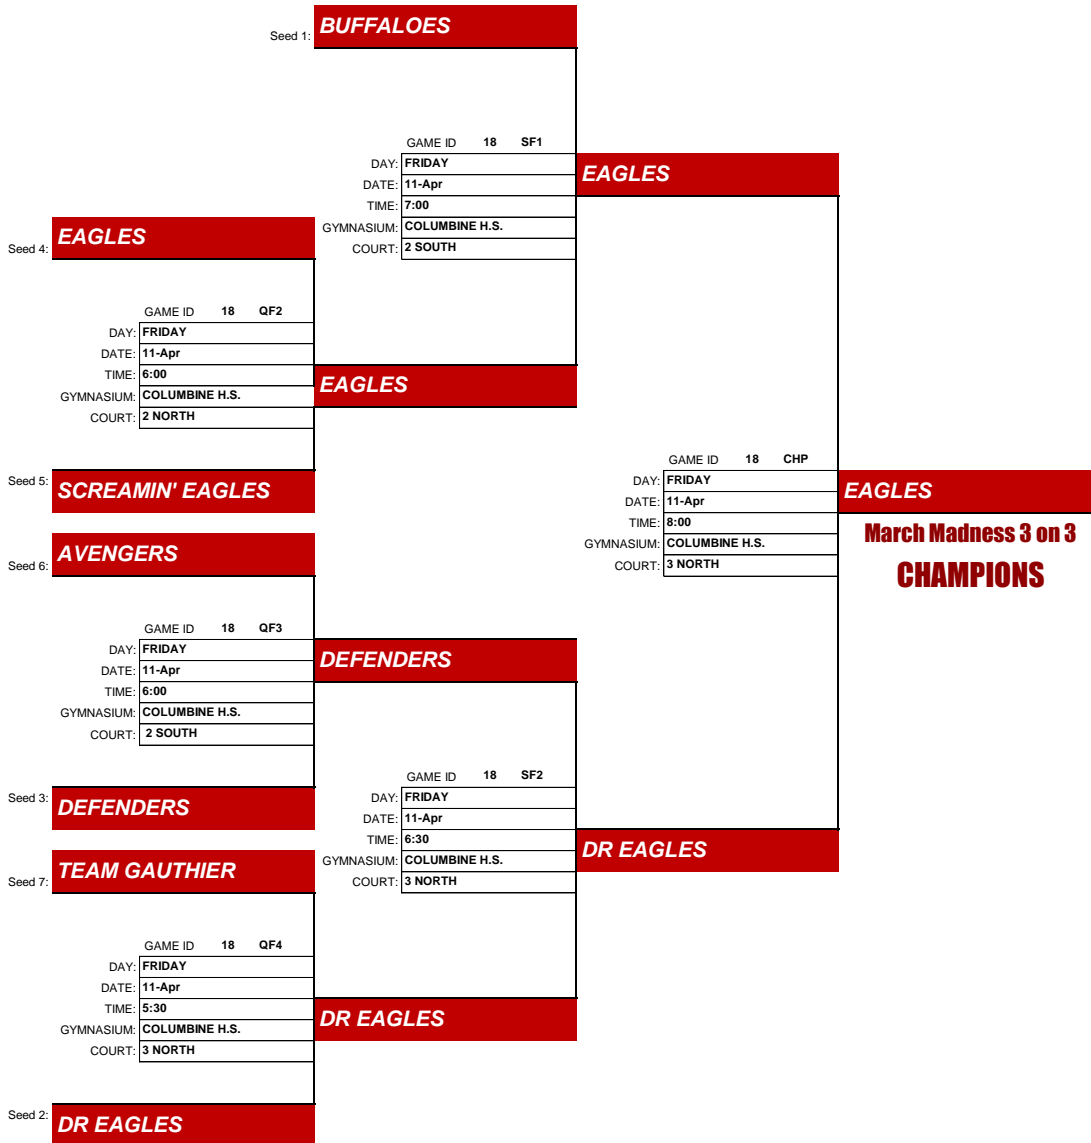 Seed 1: BUFFALOES
GAME ID 18 SF1
DAY: FRIDAY
DATE: 11-Apr
TIME: 7:00
GYMNASIUM: COLUMBINE H.S.
COURT: 2 SOUTH
EAGLES
Seed 4: EAGLES
GAME ID 18 QF2
DAY: FRIDAY
DATE: 11-Apr
TIME: 6:00
GYMNASIUM: COLUMBINE H.S.
COURT: 2 NORTH
EAGLES
Seed 5: SCREAMIN' EAGLES
GAME ID 18 CHP
DAY: FRIDAY
DATE: 11-Apr
TIME: 8:00
GYMNASIUM: COLUMBINE H.S.
COURT: 3 NORTH
EAGLES
March Madness 3 on 3
CHAMPIONS
Seed 6: AVENGERS
GAME ID 18 QF3
DAY: FRIDAY
DATE: 11-Apr
TIME: 6:00
GYMNASIUM: COLUMBINE H.S.
COURT: 2 SOUTH
DEFENDERS
Seed 3: DEFENDERS
GAME ID 18 SF2
DAY: FRIDAY
DATE: 11-Apr
TIME: 6:30
GYMNASIUM: COLUMBINE H.S.
COURT: 3 NORTH
DR EAGLES
Seed 7: TEAM GAUTHIER
GAME ID 18 QF4
DAY: FRIDAY
DATE: 11-Apr
TIME: 5:30
GYMNASIUM: COLUMBINE H.S.
COURT: 3 NORTH
DR EAGLES
Seed 2: DR EAGLES